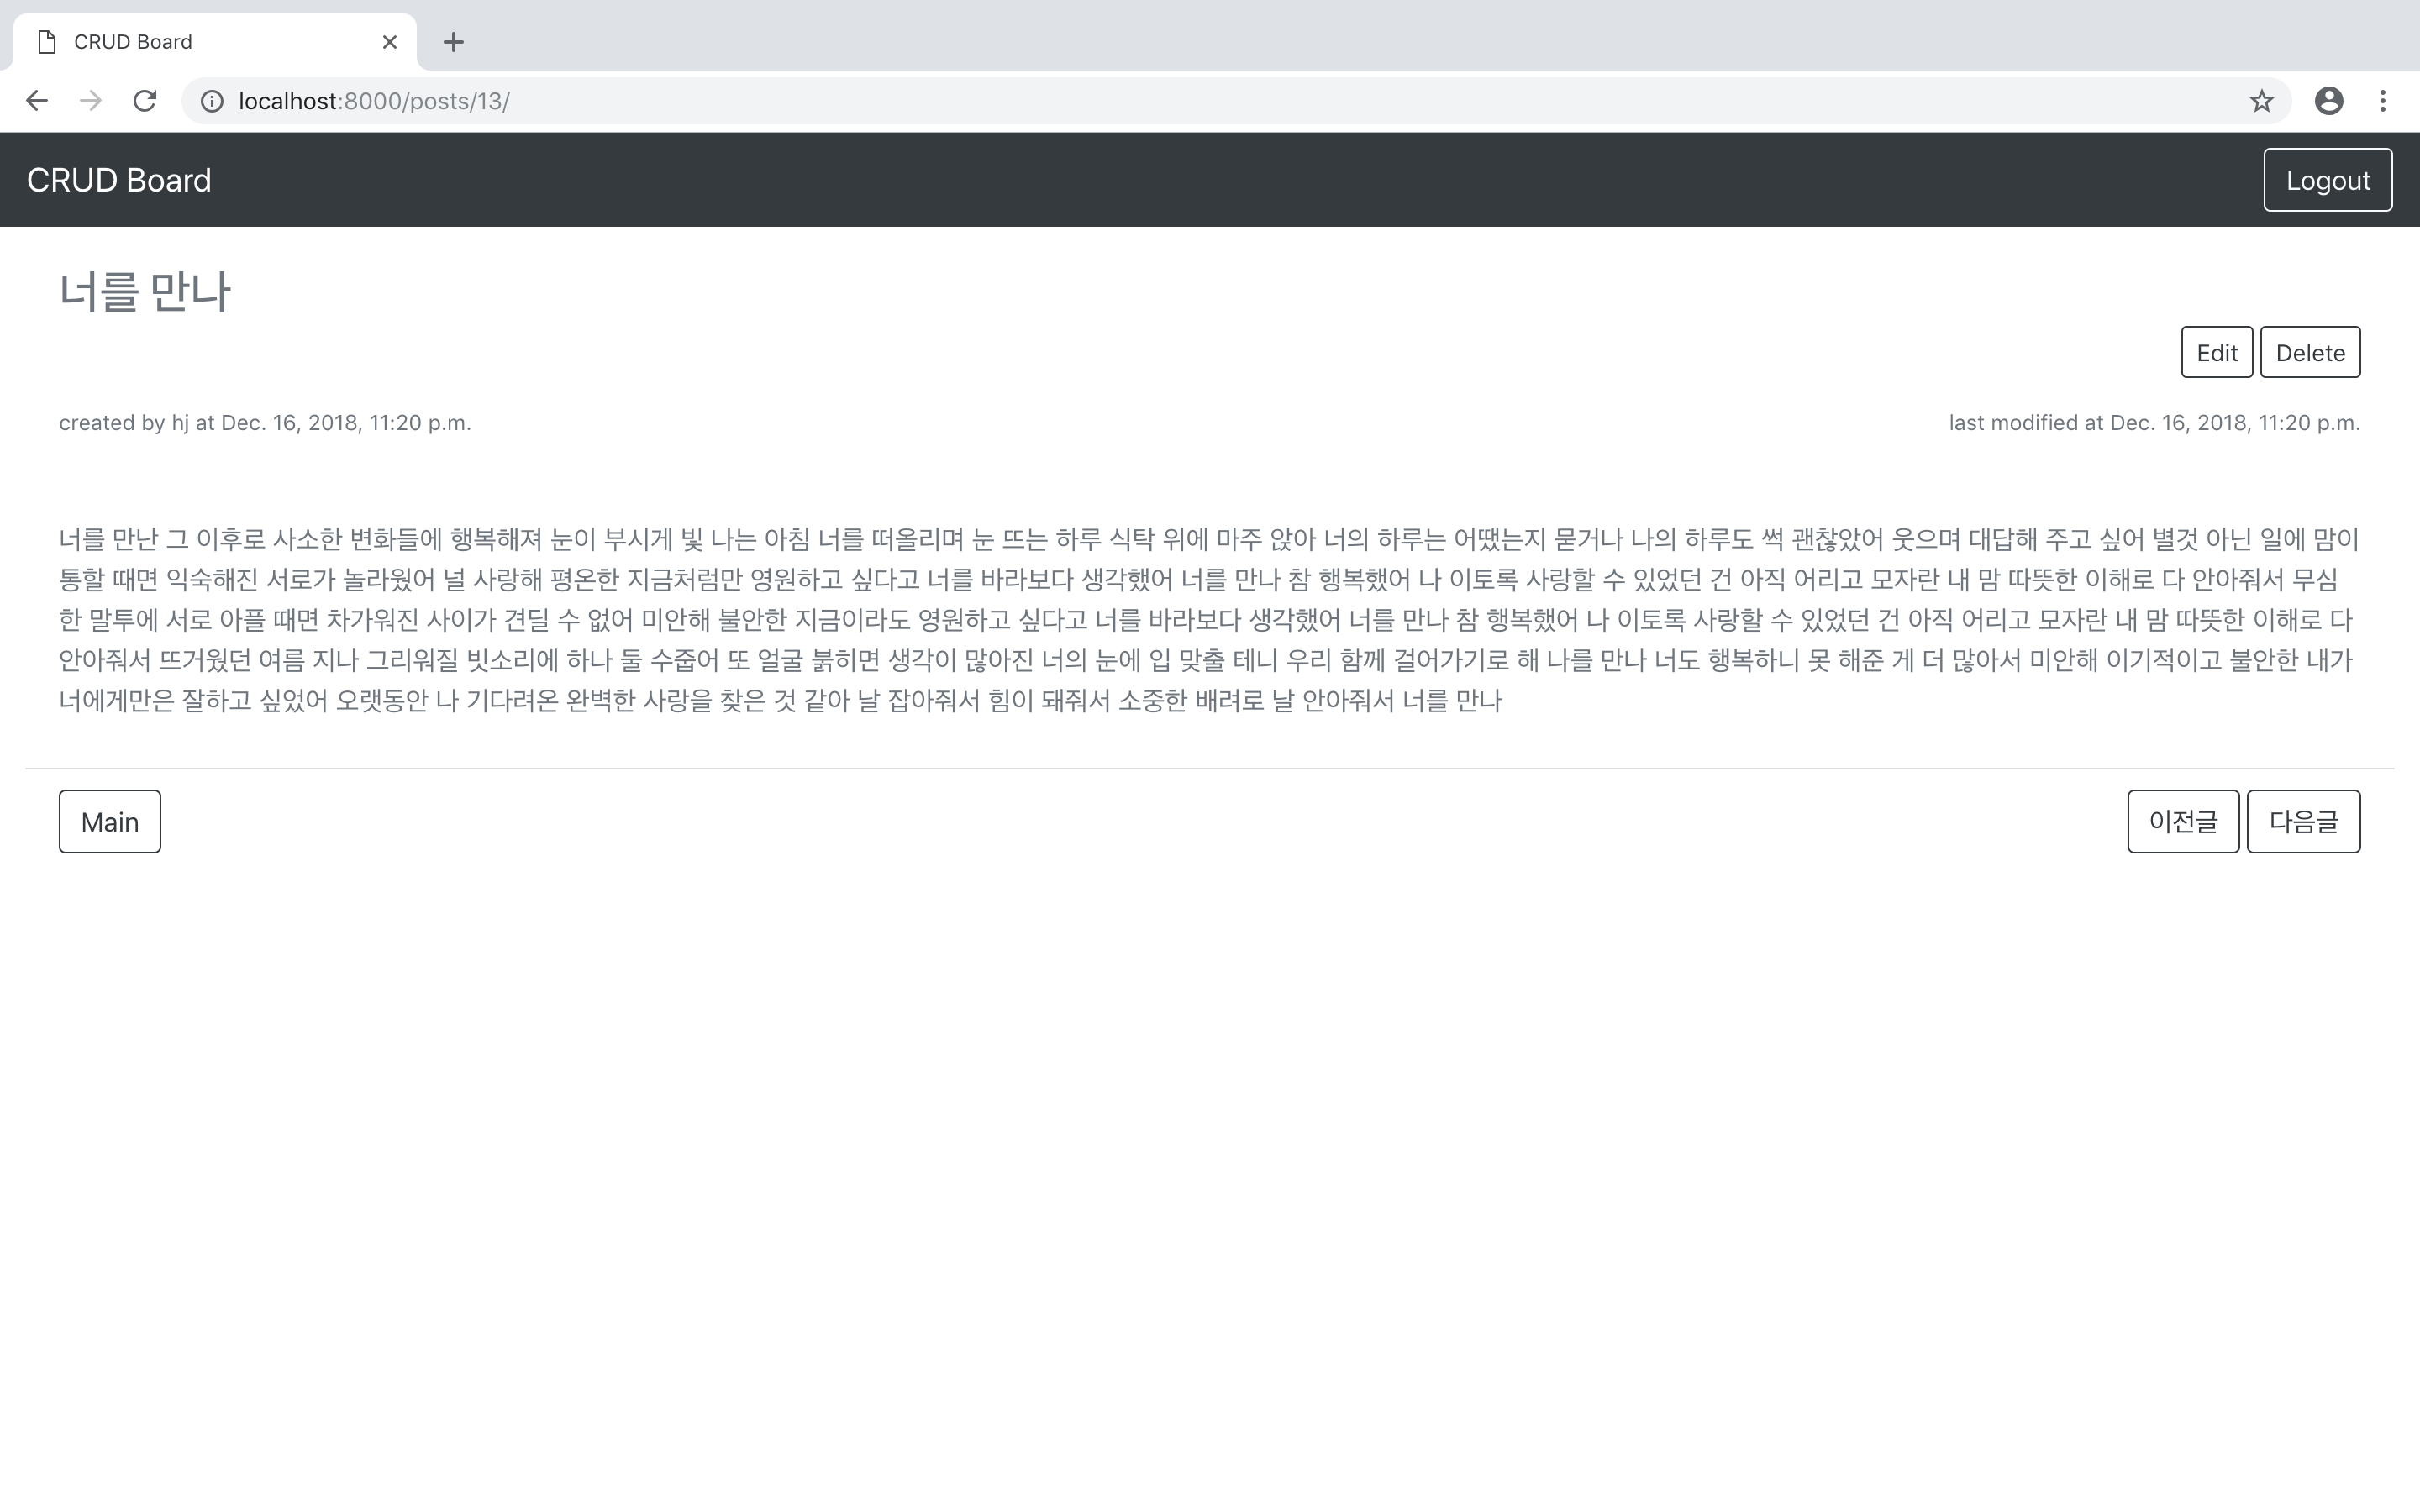 CRUD Board
localhost:8000/posts/13/
CRUD Board
Logout
너를 만나
Edit
Delete
created by hj at Dec. 16, 2018, 11:20 p.m.
last modified at Dec. 16, 2018, 11:20 p.m.
너를 만난 그 이후로 사소한 변화들에 행복해져 눈이 부시게 빛 나는 아침 너를 떠올리며 눈 뜨는 하루 식탁 위에 마주 앉아 너의 하루는 어땠는지 묻거나 나의 하루도 썩 괜찮았어 웃으며 대답해 주고 싶어 별것 아닌 일에 맘이
통할 때면 익숙해진 서로가 놀라웠어 널 사랑해 평온한 지금처럼만 영원하고 싶다고 너를 바라보다 생각했어 너를 만나 참 행복했어 나 이토록 사랑할 수 있었던 건 아직 어리고 모자란 내 맘 따뜻한 이해로 다 안아줘서 무심
한 말투에 서로 아플 때면 차가워진 사이가 견딜 수 없어 미안해 불안한 지금이라도 영원하고 싶다고 너를 바라보다 생각했어 너를 만나 참 행복했어 나 이토록 사랑할 수 있었던 건 아직 어리고 모자란 내 맘 따뜻한 이해로 다
안아줘서 뜨거웠던 여름 지나 그리워질 빗소리에 하나 둘 수줍어 또 얼굴 붉히면 생각이 많아진 너의 눈에 입 맞출 테니 우리 함께 걸어가기로 해 나를 만나 너도 행복하니 못 해준 게 더 많아서 미안해 이기적이고 불안한 내가
너에게만은 잘하고 싶었어 오랫동안 나 기다려온 완벽한 사랑을 찾은 것 같아 날 잡아줘서 힘이 돼줘서 소중한 배려로 날 안아줘서 너를 만나
Main
이전글
다음글